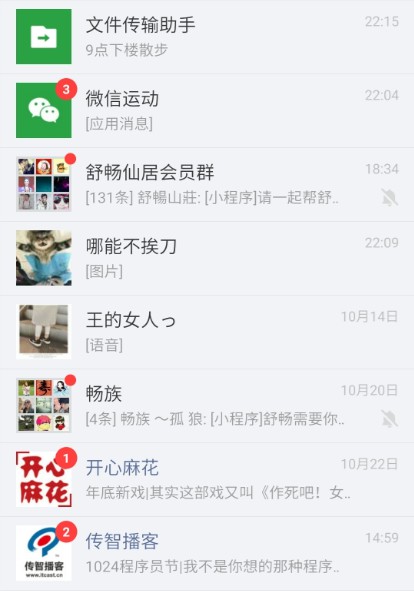 文件传输助手 22:15
9点下楼散步
3
微信运动 22:04
[应用消息]
舒畅仙居会员群 18:34
[131条] 舒暢山莊: [小程序]请一起帮舒..
哪能不挨刀 22:09
[图片]
王的女人っ 10月14日
[语音]
畅族 10月20日
[4条] 畅族 ～孤 狼: [小程序]舒畅需要你..
开心
麻花
1
开心麻花 10月22日
年底新戏|其实这部戏又叫《作死吧！女..
2
传智播客
www.itcast.cn
传智播客 14:59
1024程序员节|我不是你想的那种程序..